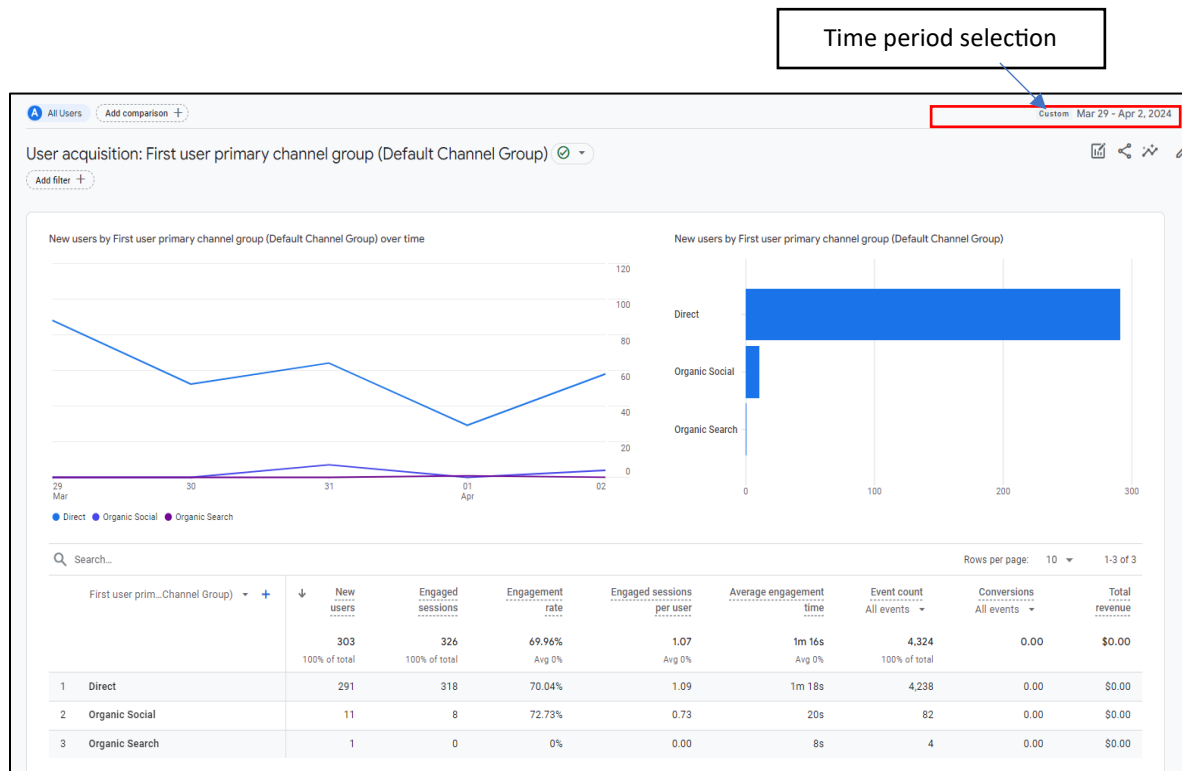 Time period selection
A All Users Add comparison + Custom Mar 29 - Apr 2, 2024
User acquisition: First user primary channel group (Default Channel Group)
Add filter +
New users by First user primary channel group (Default Channel Group) over time
120
100
80
60
40
20
0
29 30 31 01 02
Mar Apr
Direct Organic Social Organic Search
New users by First user primary channel group (Default Channel Group)
Direct
Organic Social
Organic Search
0 100 200 300
Search... Rows per page: 10 1-3 of 3
First user prim...Channel Group) + ↓ New Engaged Engagement Engaged sessions Average engagement Event count Conversions Total
users sessions rate per user time All events All events revenue
303 326 69.96% 1.07 1m 16s 4,324 0.00 $0.00
100% of total 100% of total Avg 0% Avg 0% Avg 0% 100% of total
1 Direct 291 318 70.04% 1.09 1m 18s 4,238 0.00 $0.00
2 Organic Social 11 8 72.73% 0.73 20s 82 0.00 $0.00
3 Organic Search 1 0 0% 0.00 8s 4 0.00 $0.00